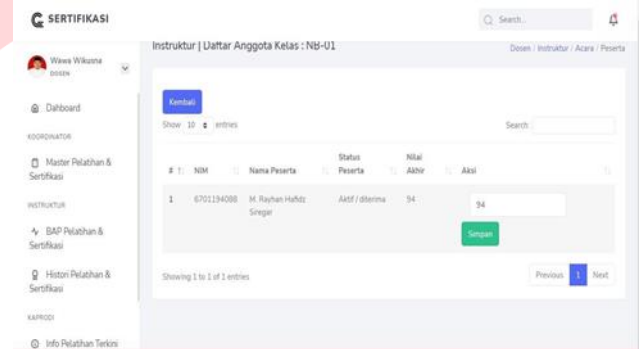 SERTIFIKASI
Search...
Wawa Wikusna
DOSEN
Dahboard
KOORDINATOR
Master Pelatihan &
Sertifikasi
INSTRUKTUR
BAP Pelatihan &
Sertifikasi
Histori Pelatihan &
Sertifikasi
KAPRODI
Info Pelatihan Terkini
Instruktur | Daftar Anggota Kelas : NB-01
Dosen / Instruktur / Acara / Peserta
Kembali
Show 10 entries
Search:
# NIM Nama Peserta Status Peserta Nilai Akhir Aksi
1 6701194088 M. Rayhan Hafidz Siregar Aktif / diterima 94 94
Simpan
Showing 1 to 1 of 1 entries
Previous 1 Next